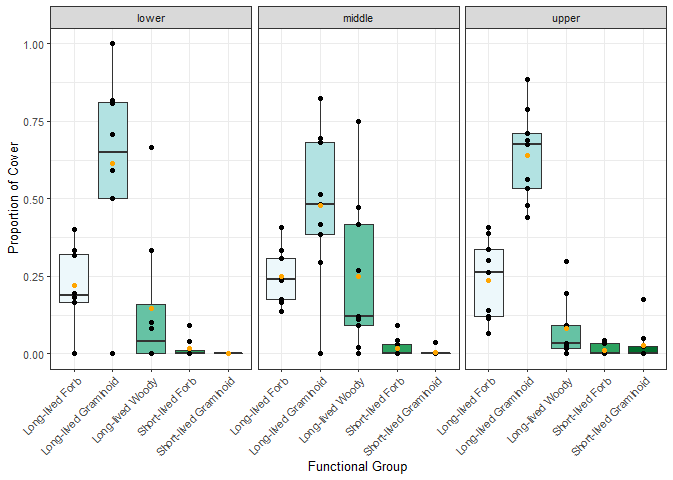 lower
middle
upper
Proportion of Cover
1.00
0.75
0.50
0.25
0.00
Long-lived Forb
Long-lived Graminoid
Long-lived Woody
Short-lived Forb
Short-lived Graminoid
Long-lived Forb
Long-lived Graminoid
Long-lived Woody
Short-lived Forb
Short-lived Graminoid
Long-lived Forb
Long-lived Graminoid
Long-lived Woody
Short-lived Forb
Short-lived Graminoid
Functional Group